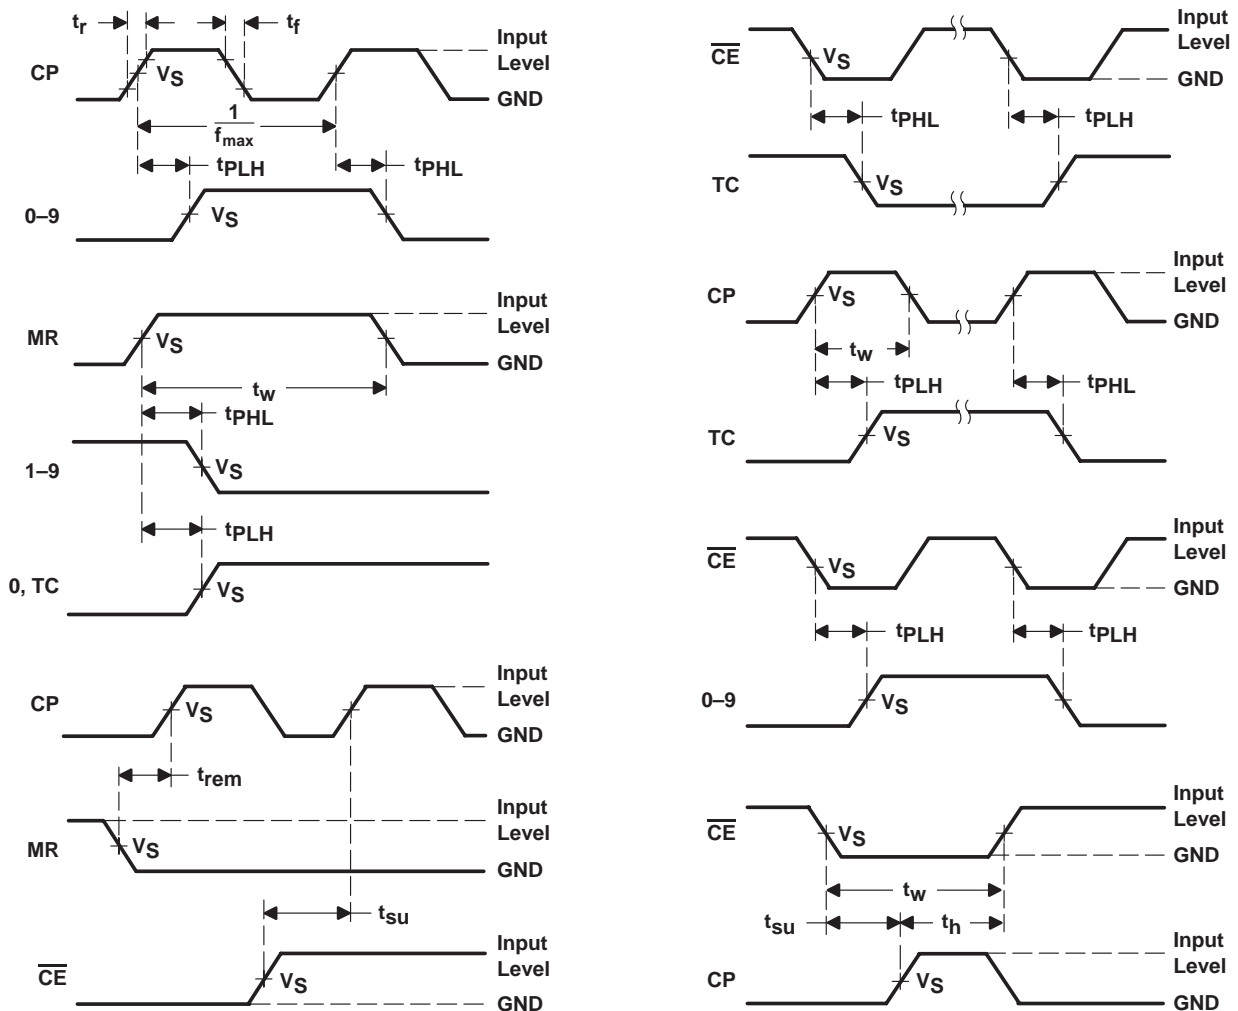 tr tf
Input
Level
CP VS
GND
1
fmax
tPLH tPHL
0–9 VS
Input
Level
MR VS
GND
tw
tPHL
1–9 VS
tPLH
0, TC VS
Input
Level
CP VS
GND
trem
Input
Level
MR VS
GND
tsu
Input
Level
CE VS
GND
Input
Level
CE VS
GND
tPHL tPLH
TC VS
Input
Level
CP VS
GND
tw
tPLH tPHL
TC VS
Input
Level
CE VS
GND
tPLH tPLH
0–9 VS
Input
Level
CE VS
GND
tw
tsu th
Input
Level
CP VS
GND